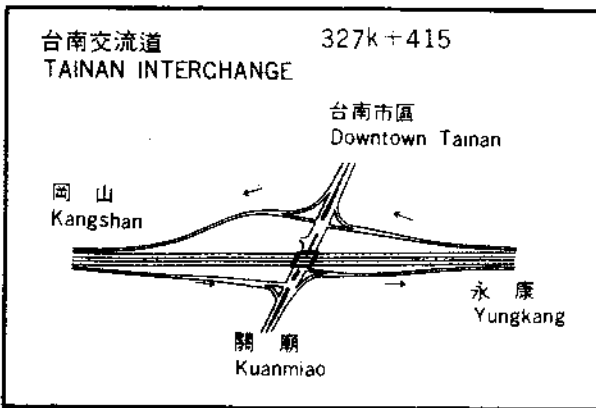 台南交流道 327k+415
TAINAN INTERCHANGE
台南市區
Downtown Tainan
岡山
Kangshan
永康
Yungkang
關廟
Kuanmiao